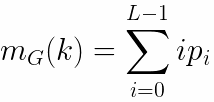 $m_G(k) = \sum_{i=0}^{L-1} i p_i$